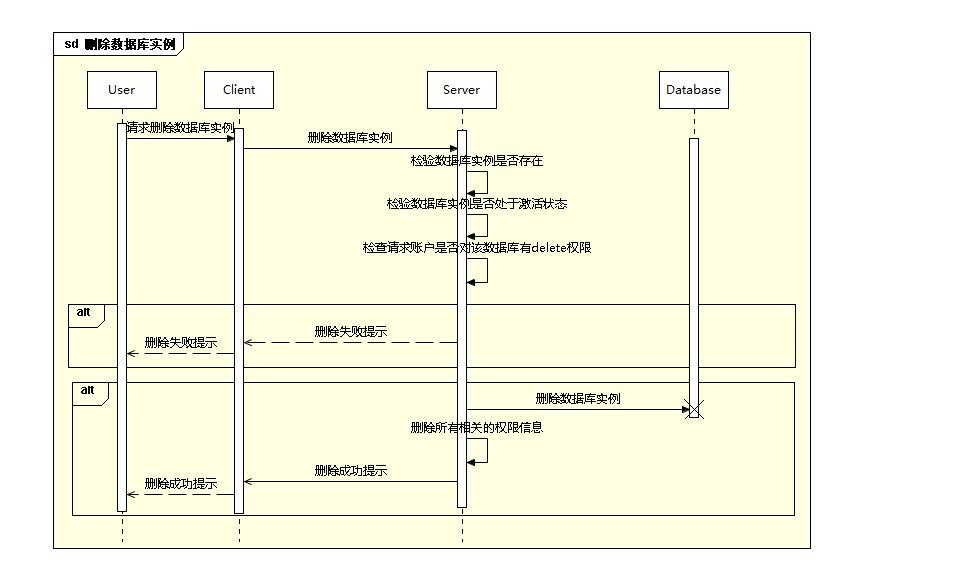 sd 删除数据库实例
User
Client
Server
Database
请求删除数据库实例
删除数据库实例
检验数据库实例是否存在
检验数据库实例是否处于激活状态
检查请求账户是否对该数据库有delete权限
alt
删除失败提示
删除失败提示
alt
删除数据库实例
删除所有相关的权限信息
删除成功提示
删除成功提示